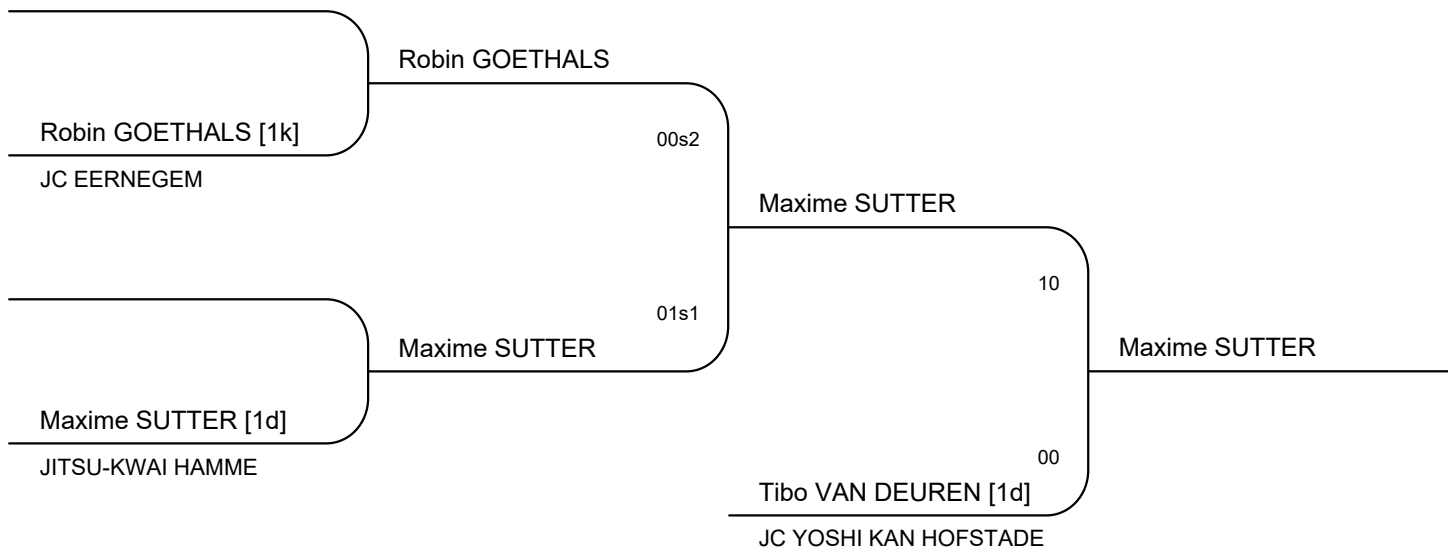 Robin GOETHALS
Robin GOETHALS [1k]
00s2
JC EERNEGEM
Maxime SUTTER
10
01s1
Maxime SUTTER
Maxime SUTTER
Maxime SUTTER [1d]
JITSU-KWAI HAMME
00
Tibo VAN DEUREN [1d]
JC YOSHI KAN HOFSTADE